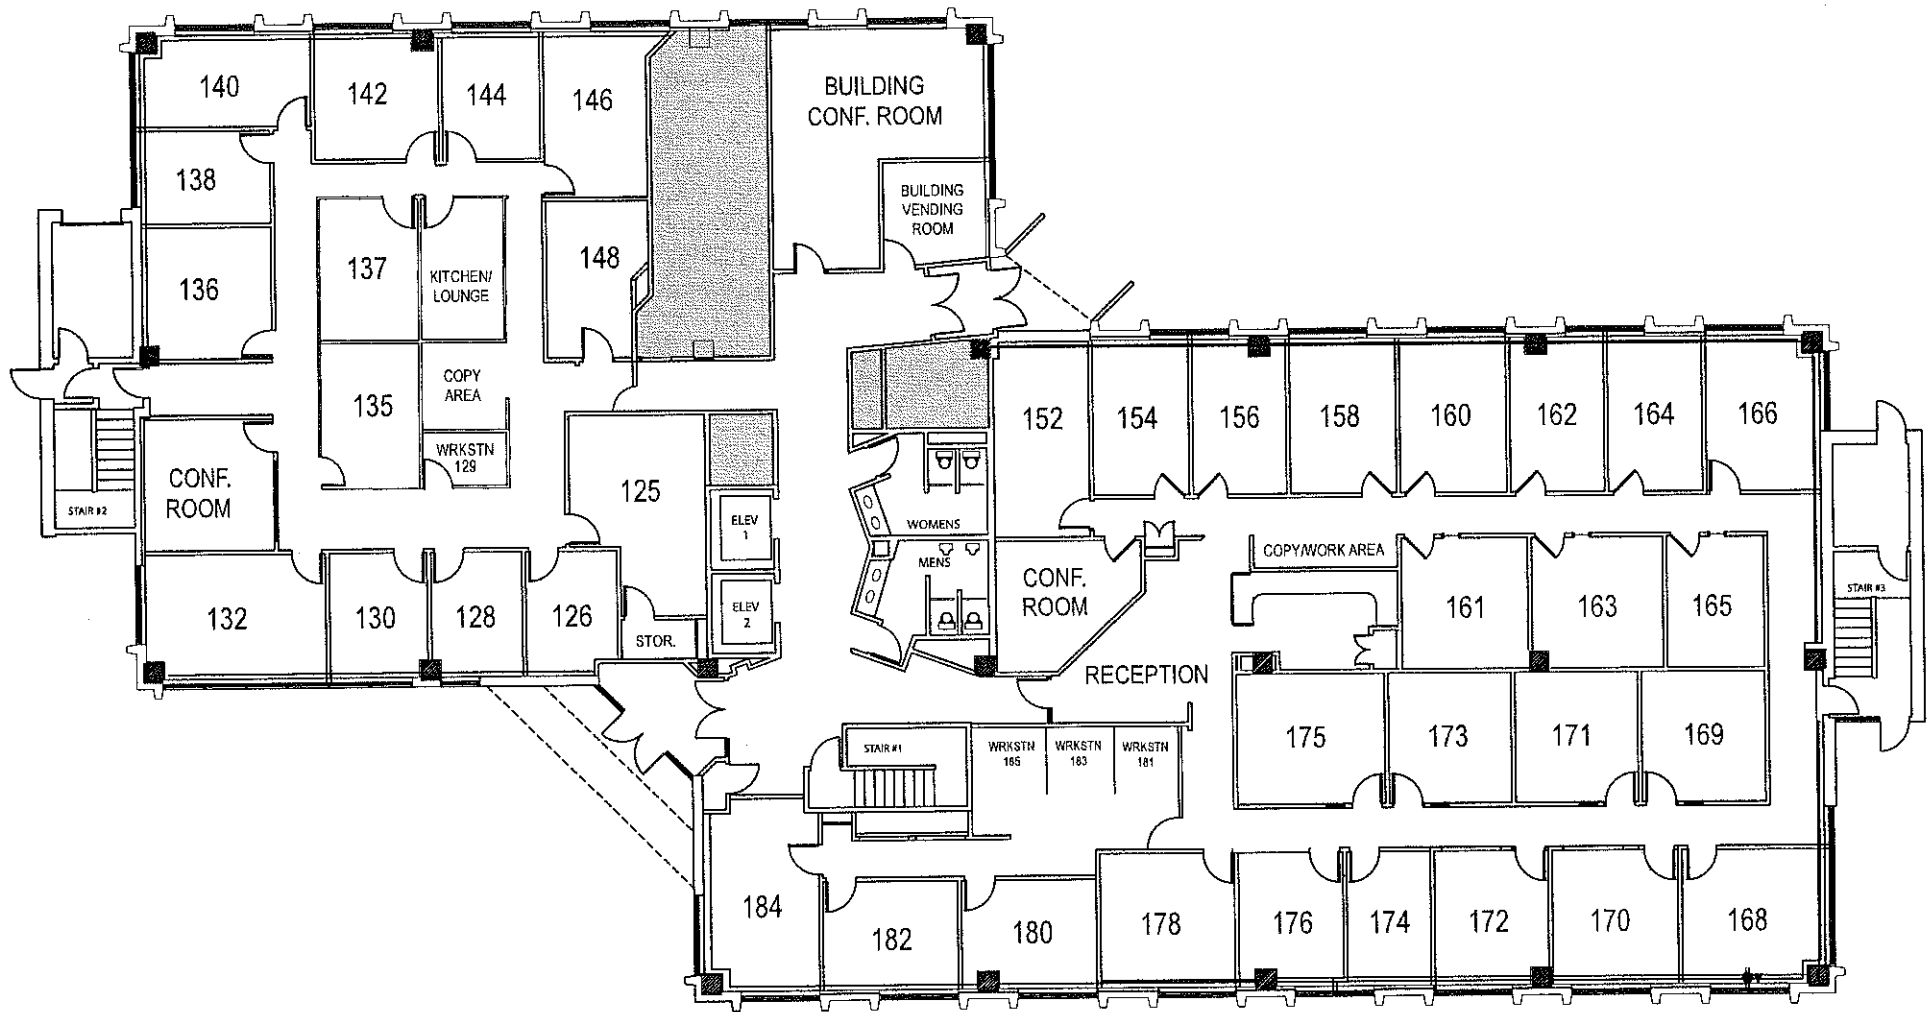 140
142
144
146
BUILDING
CONF. ROOM
138
BUILDING
VENDING
ROOM
136
137
KITCHEN/
LOUNGE
148
135
COPY
AREA
WRKSTN
129
CONF.
ROOM
STAIR #2
125
ELEV
1
ELEV
2
WOMENS
MENS
132
130
128
126
STOR.
152
154
156
158
160
162
164
166
CONF.
ROOM
COPY/WORK AREA
161
163
165
STAIR #3
RECEPTION
175
173
171
169
STAIR #1
WRKSTN
185
WRKSTN
183
WRKSTN
181
184
182
180
178
176
174
172
170
168